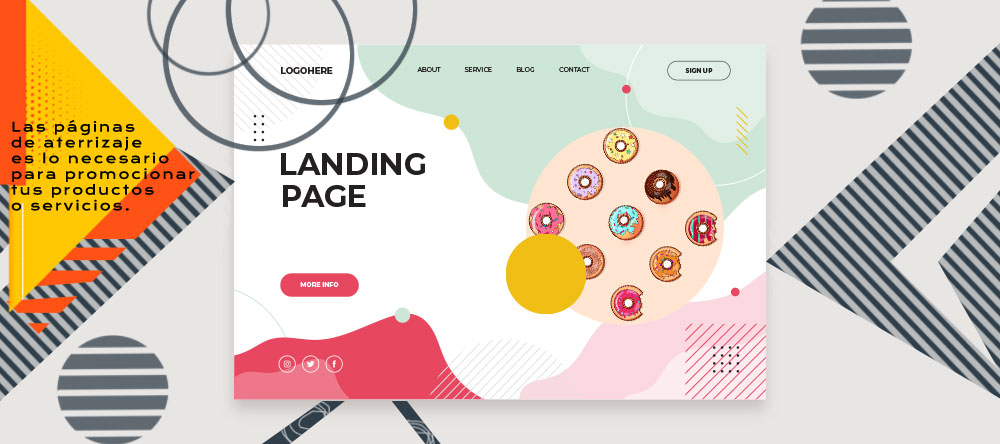 Las páginas
de aterrizaje
es lo necesario
para promocionar
tus productos
o servicios.
LOGOHERE
ABOUT SERVICE BLOG CONTACT SIGN UP
LANDING
PAGE
MORE INFO